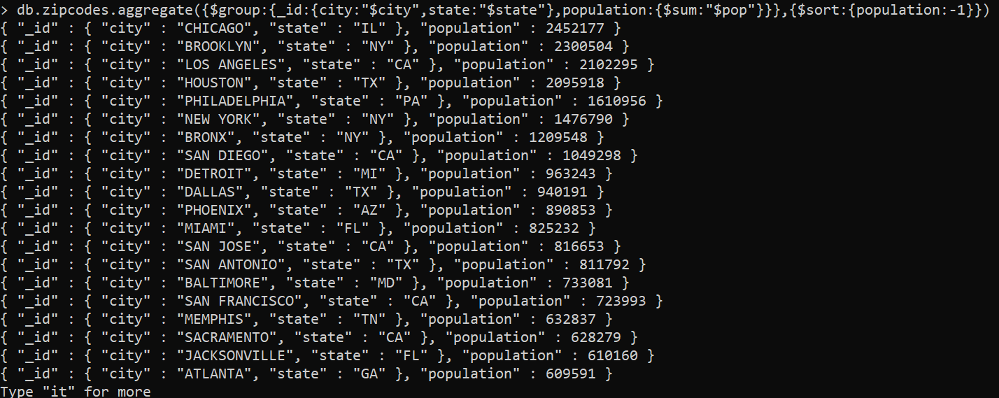 > db.zipcodes.aggregate({$group:{_id:{city:"$city",state:"$state"},population:{$sum:"$pop"}}},{$sort:{population:-1}})
{ "_id" : { "city" : "CHICAGO", "state" : "IL" }, "population" : 2452177 }
{ "_id" : { "city" : "BROOKLYN", "state" : "NY" }, "population" : 2300504 }
{ "_id" : { "city" : "LOS ANGELES", "state" : "CA" }, "population" : 2102295 }
{ "_id" : { "city" : "HOUSTON", "state" : "TX" }, "population" : 2095918 }
{ "_id" : { "city" : "PHILADELPHIA", "state" : "PA" }, "population" : 1610956 }
{ "_id" : { "city" : "NEW YORK", "state" : "NY" }, "population" : 1476790 }
{ "_id" : { "city" : "BRONX", "state" : "NY" }, "population" : 1209548 }
{ "_id" : { "city" : "SAN DIEGO", "state" : "CA" }, "population" : 1049298 }
{ "_id" : { "city" : "DETROIT", "state" : "MI" }, "population" : 963243 }
{ "_id" : { "city" : "DALLAS", "state" : "TX" }, "population" : 940191 }
{ "_id" : { "city" : "PHOENIX", "state" : "AZ" }, "population" : 890853 }
{ "_id" : { "city" : "MIAMI", "state" : "FL" }, "population" : 825232 }
{ "_id" : { "city" : "SAN JOSE", "state" : "CA" }, "population" : 816653 }
{ "_id" : { "city" : "SAN ANTONIO", "state" : "TX" }, "population" : 811792 }
{ "_id" : { "city" : "BALTIMORE", "state" : "MD" }, "population" : 733081 }
{ "_id" : { "city" : "SAN FRANCISCO", "state" : "CA" }, "population" : 723993 }
{ "_id" : { "city" : "MEMPHIS", "state" : "TN" }, "population" : 632837 }
{ "_id" : { "city" : "SACRAMENTO", "state" : "CA" }, "population" : 628279 }
{ "_id" : { "city" : "JACKSONVILLE", "state" : "FL" }, "population" : 610160 }
{ "_id" : { "city" : "ATLANTA", "state" : "GA" }, "population" : 609591 }
Type "it" for more